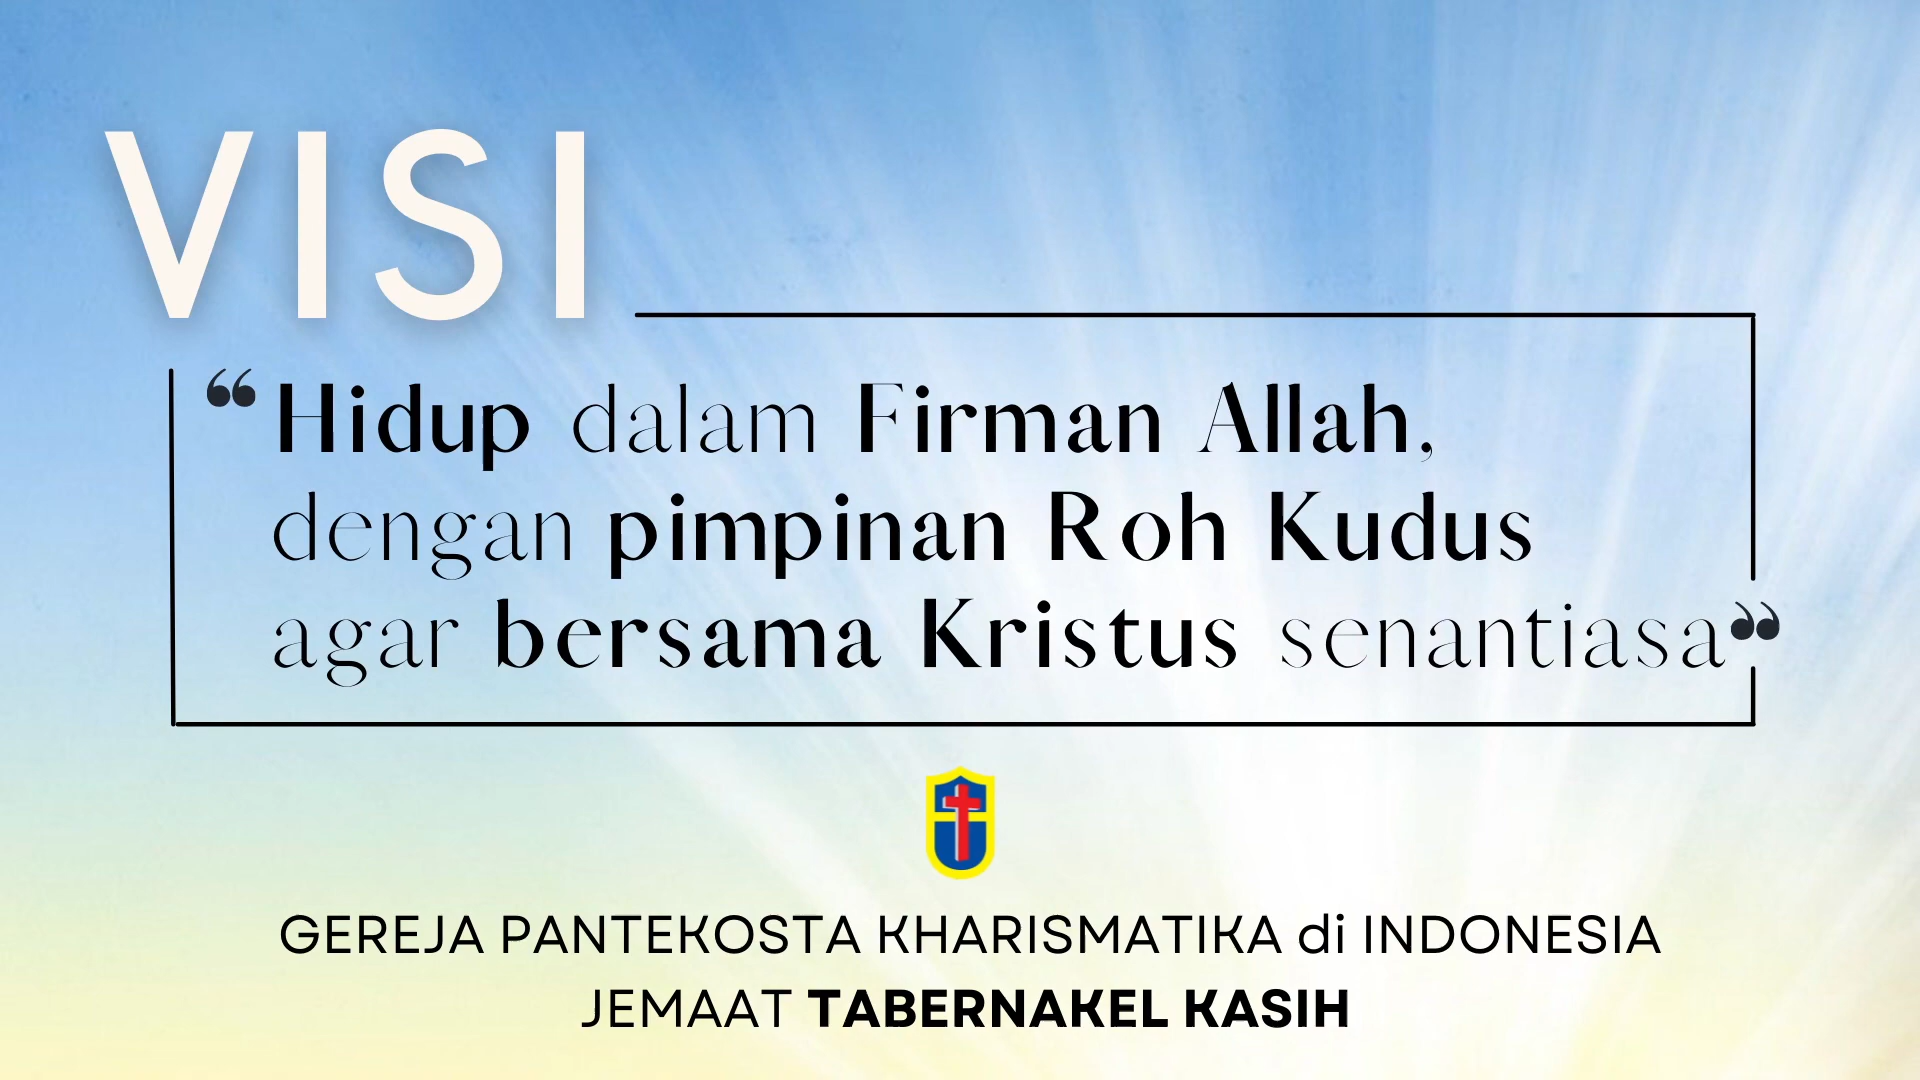 VISI
“Hidup dalam Firman Allah,
dengan pimpinan Roh Kudus
agar bersama Kristus senantiasa”
GEREJA PANTEKOSTA KHARISMATIKA di INDONESIA
JEMAAT TABERNAKEL KASIH